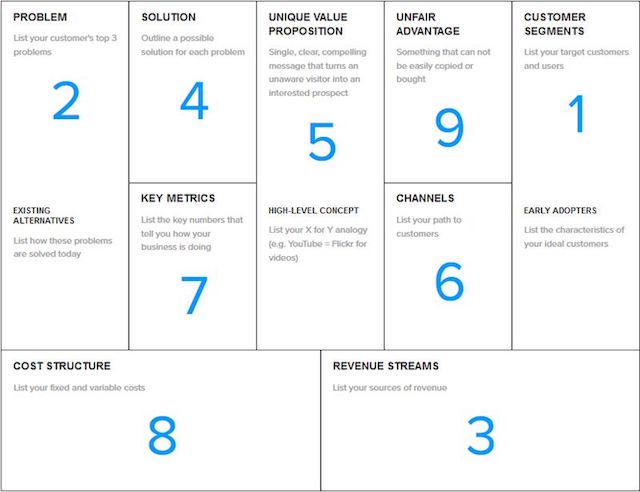 PROBLEM
List your customer's top 3
problems
2
EXISTING
ALTERNATIVES
List how these problems
are solved today
SOLUTION
Outline a possible
solution for each problem
4
KEY METRICS
List the key numbers that
tell you how your
business is doing
7
UNIQUE VALUE
PROPOSITION
Single, clear, compelling
message that turns an
unaware visitor into an
interested prospect
5
HIGH-LEVEL CONCEPT
List your X for Y analogy
(e.g. YouTube = Flickr for
videos)
UNFAIR
ADVANTAGE
Something that can not
be easily copied or
bought
9
CHANNELS
List your path to
customers
6
CUSTOMER
SEGMENTS
List your target customers
and users
1
EARLY ADOPTERS
List the characteristics of
your ideal customers
COST STRUCTURE
List your fixed and variable costs
8
REVENUE STREAMS
List your sources of revenue
3